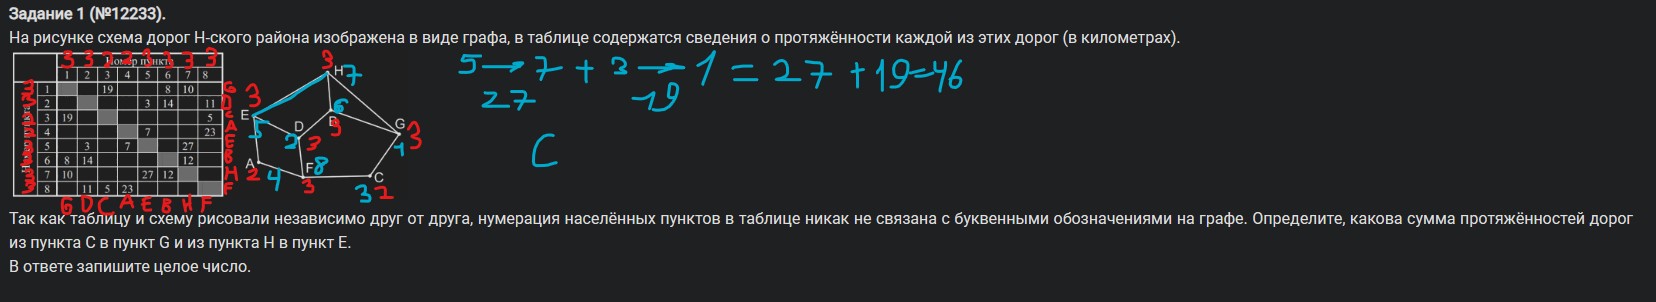 Задание 1 (№12233).
На рисунке схема дорог Н-ского района изображена в виде графа, в таблице содержатся сведения о протяжённости каждой из этих дорог (в километрах).
3 3 2 2 3 3 3 3
Номер пункта
1 2 3 4 5 6 7 8
3 1 19 8 10 G
3 2 3 14 11 D
2 3 19 5 C
2 4 7 23 A
3 5 3 7 27 E
3 6 8 14 12 B
3 7 10 27 12 H
3 8 11 5 23 F
G D C A E B H F
3 H 7
3 E 5
D 2 3
6 B 3
G 3 1
A 2 4
F 8 3
C 3 2
5 → 7 + 3 → 1 = 27 + 19 = 46
27 19
C
Так как таблицу и схему рисовали независимо друг от друга, нумерация населённых пунктов в таблице никак не связана с буквенными обозначениями на графе. Определите, какова сумма протяжённостей дорог
из пункта C в пункт G и из пункта H в пункт E.
В ответе запишите целое число.